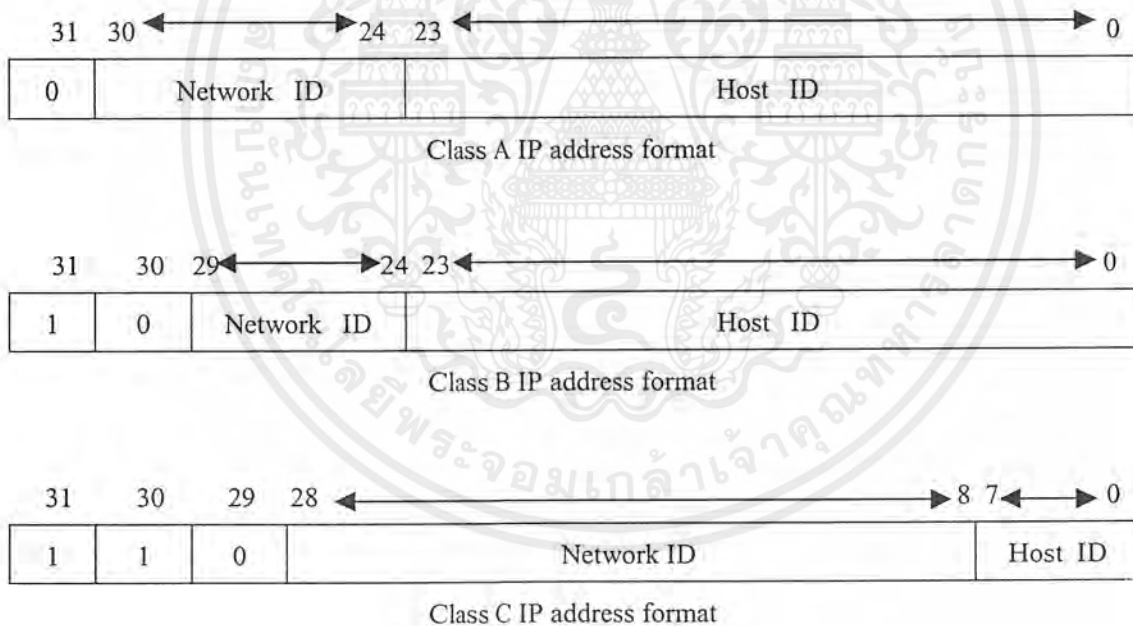 31 30 24 23 0
0 Network ID Host ID
Class A IP address format
31 30 29 24 23 0
1 0 Network ID Host ID
Class B IP address format
31 30 29 28 8 7 0
1 1 0 Network ID Host ID
Class C IP address format